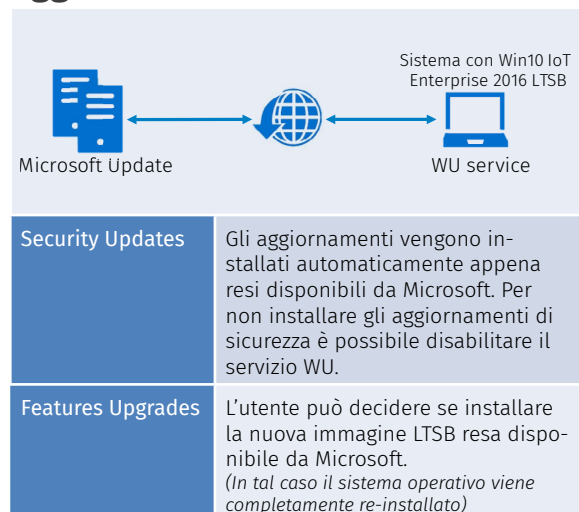 Sistema con Win10 IoT
Enterprise 2016 LTSB
Microsoft Update
WU service
Security Updates
Gli aggiornamenti vengono in-
stallati automaticamente appena
resi disponibili da Microsoft. Per
non installare gli aggiornamenti di
sicurezza è possibile disabilitare il
servizio WU.
Features Upgrades
L'utente può decidere se installare
la nuova immagine LTSB resa dispo-
nibile da Microsoft.
(In tal caso il sistema operativo viene
completamente re-installato)